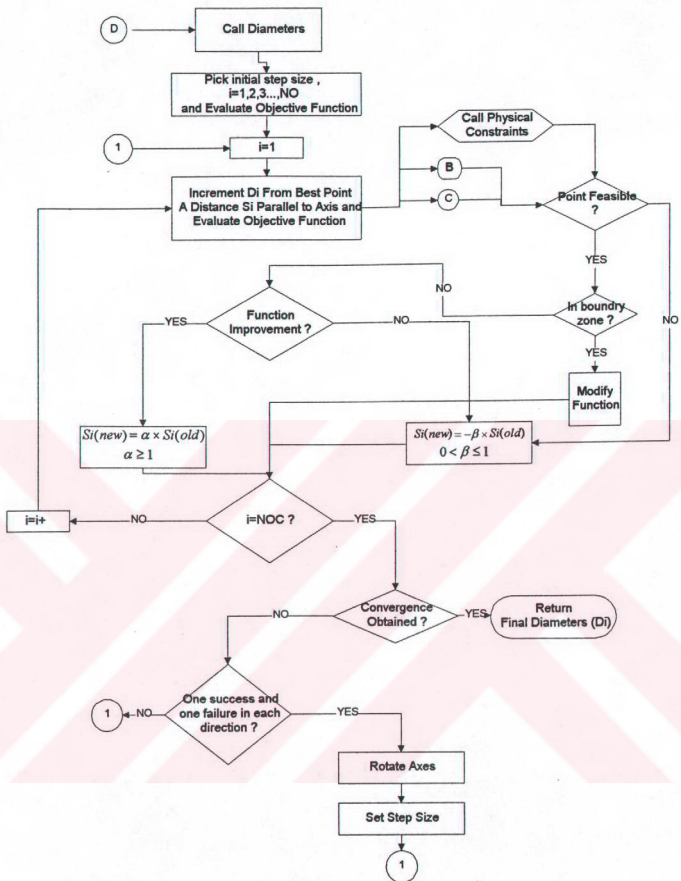 D
Call Diameters
Pick initial step size ,
i=1,2,3...,NO
and Evaluate Objective Function
1
i=1
Increment Di From Best Point
A Distance Si Parallel to Axis and
Evaluate Objective Function
Call Physical
Constraints
B
C
Point Feasible
?
YES
NO
NO
In boundry
zone ?
YES
Function
Improvement ?
YES
NO
Modify
Function
Si(new) = α × Si(old)
α ≥ 1
Si(new) = −β × Si(old)
0 < β ≤ 1
i=i+
NO
i=NOC ?
YES
NO
Convergence
Obtained ?
YES
Return
Final Diameters (Di)
1
NO
One success and
one failure in each
direction ?
YES
Rotate Axes
Set Step Size
1